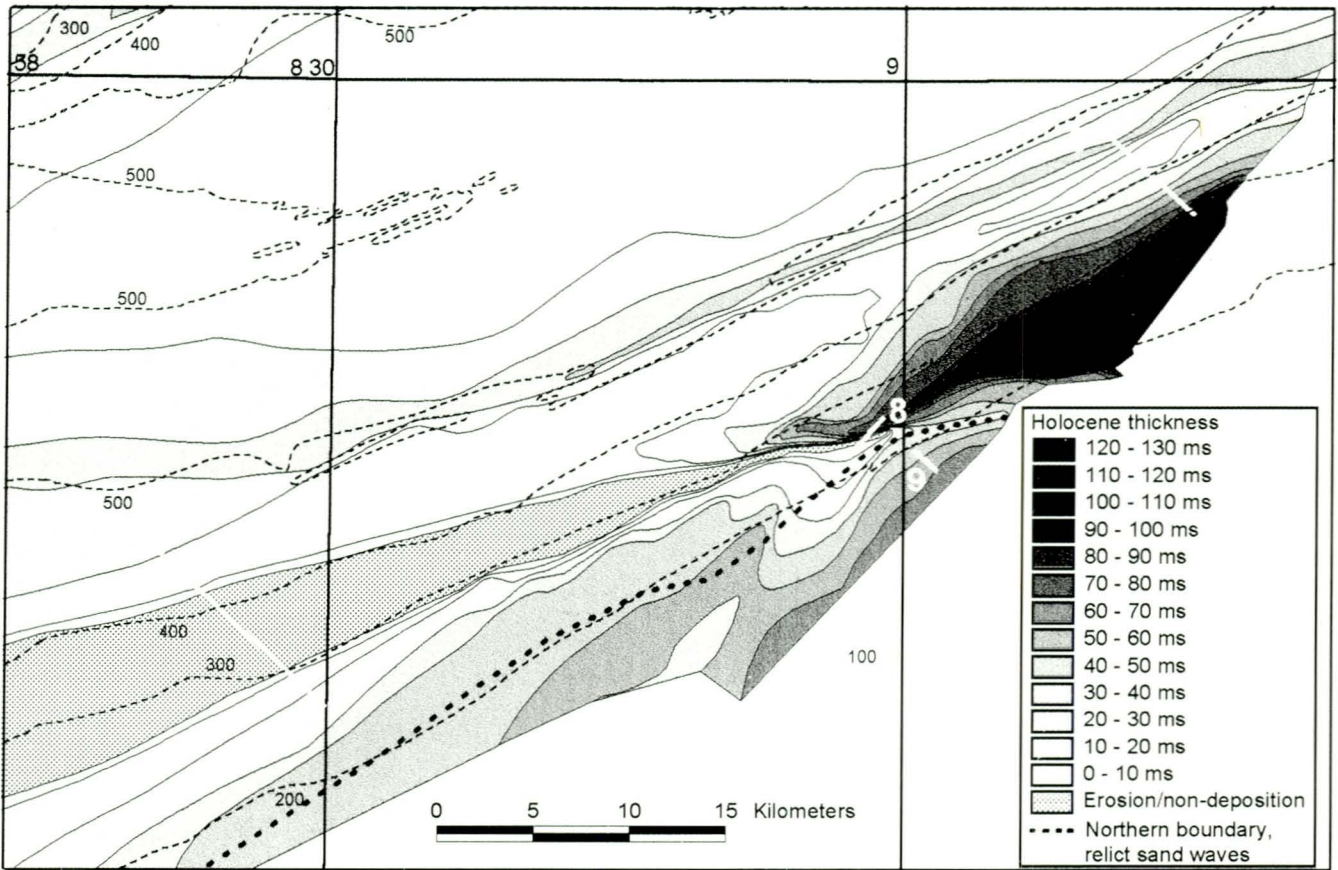 300
400
500
58
8 30
9
500
500
500
8
9
400
300
100
200
0 5 10 15 Kilometers
Holocene thickness
120 - 130 ms
110 - 120 ms
100 - 110 ms
90 - 100 ms
80 - 90 ms
70 - 80 ms
60 - 70 ms
50 - 60 ms
40 - 50 ms
30 - 40 ms
20 - 30 ms
10 - 20 ms
0 - 10 ms
Erosion/non-deposition
Northern boundary,
relict sand waves